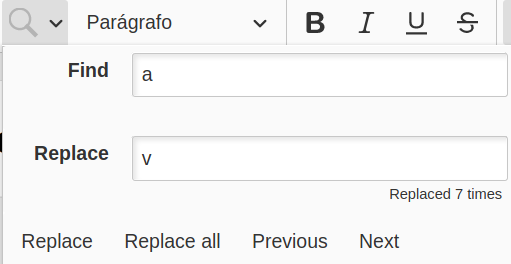 Parágrafo B I U S
Find a
Replace v
Replaced 7 times
Replace Replace all Previous Next